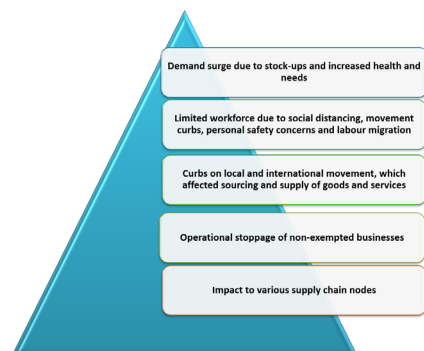 Demand surge due to stock-ups and increased health and
needs
Limited workforce due to social distancing, movement
curbs, personal safety concerns and labour migration
Curbs on local and international movement, which
affected sourcing and supply of goods and services
Operational stoppage of non-exempted businesses
Impact to various supply chain nodes